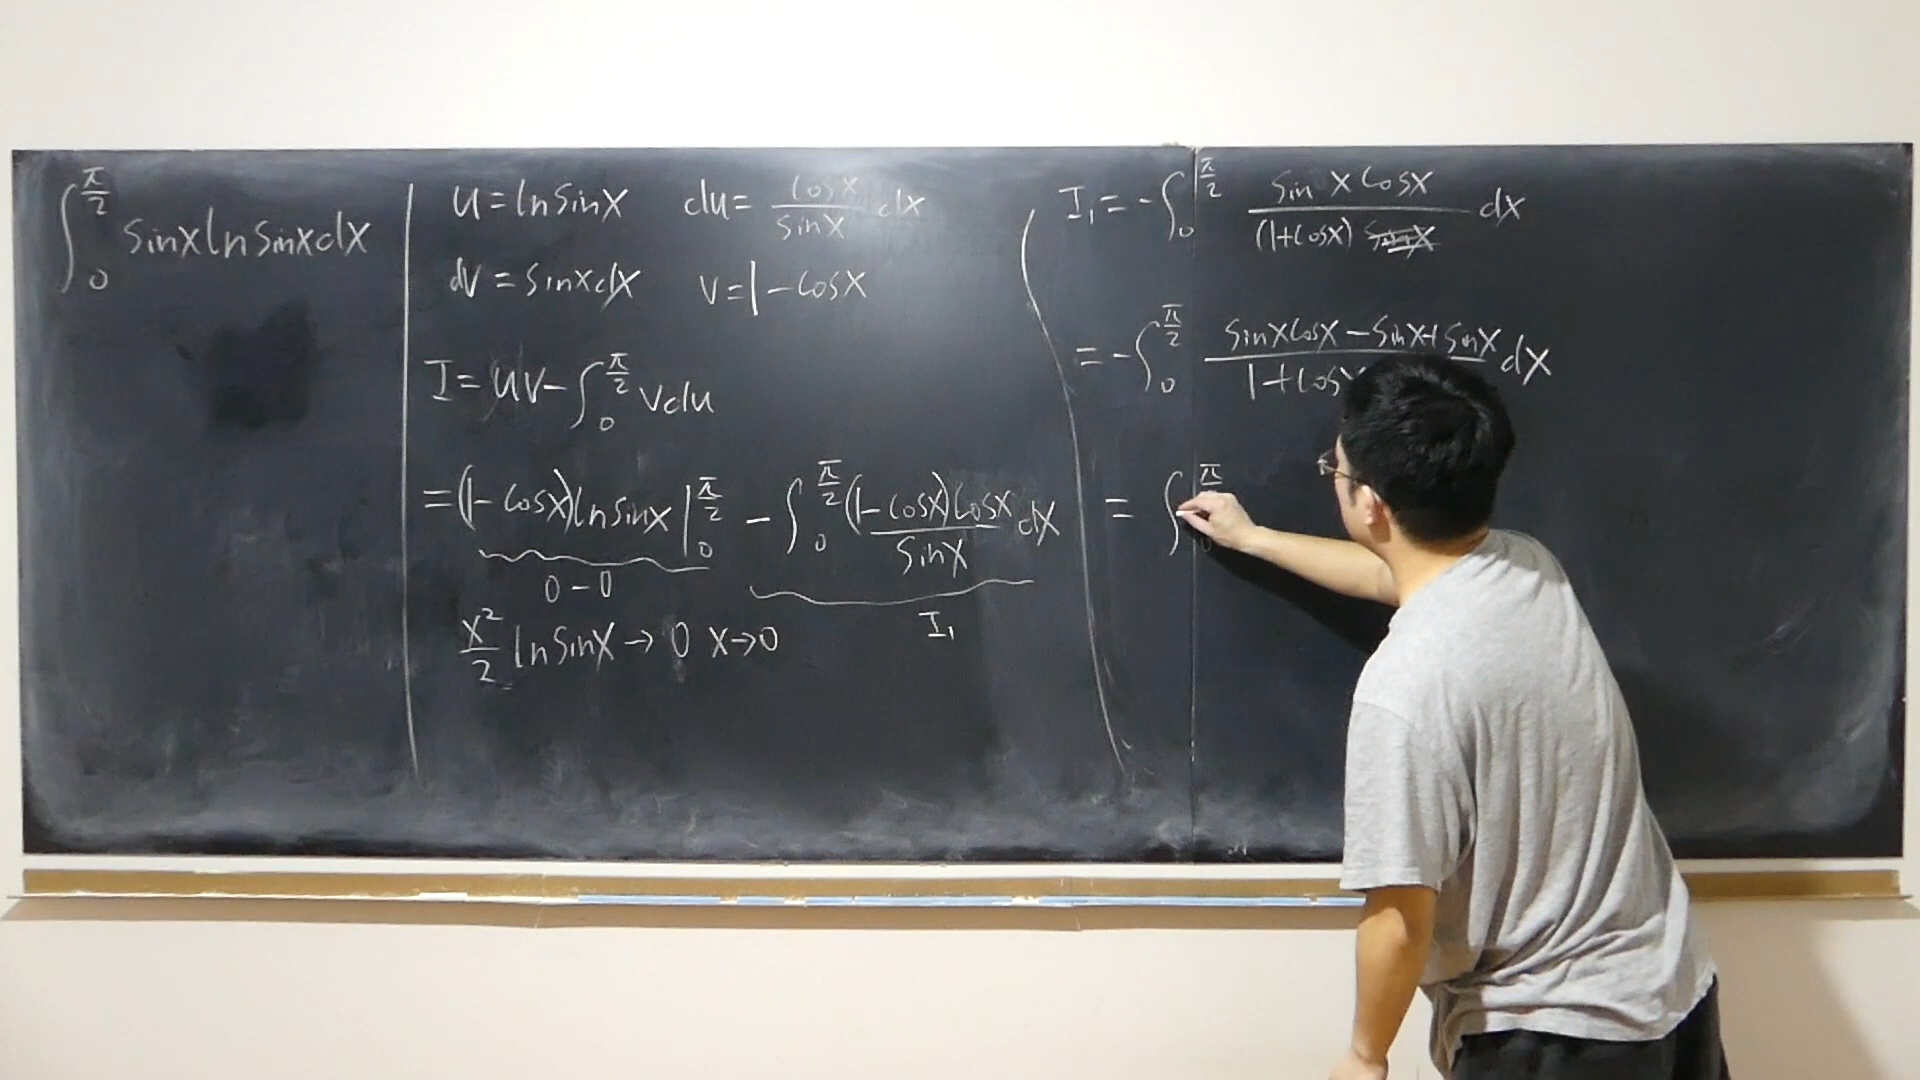 ∫₀^{π/2} sinx ln sinx dx
u = ln sinx   du = cosx/sinx dx
dv = sinx dx   v = 1 - cosx
I = uv - ∫₀^{π/2} v du
= (1 - cosx) ln sinx |₀^{π/2} - ∫₀^{π/2} (1 - cosx) cosx / sinx dx
0 - 0
I₁
x²/2 ln sinx → 0   x → 0
I₁ = - ∫₀^{π/2} sinx cosx / (1 + cosx) dx
= - ∫₀^{π/2} (sinx cosx - sinx + sinx) / (1 + cosx) dx
= ∫₀^π